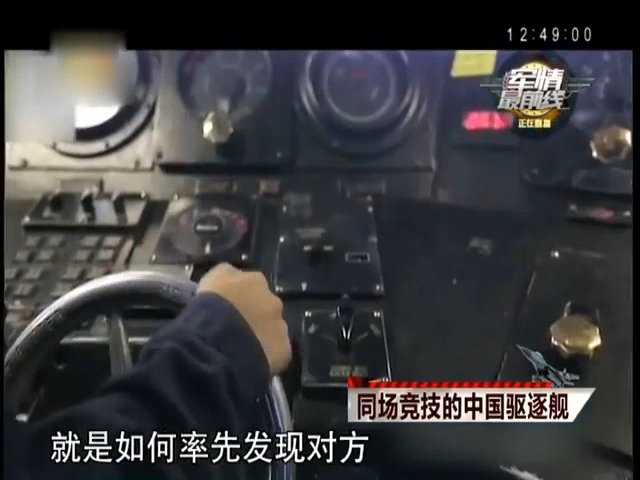 12:49:00
军情
最前线
正在直播
同场竞技的中国驱逐舰
就是如何率先发现对方